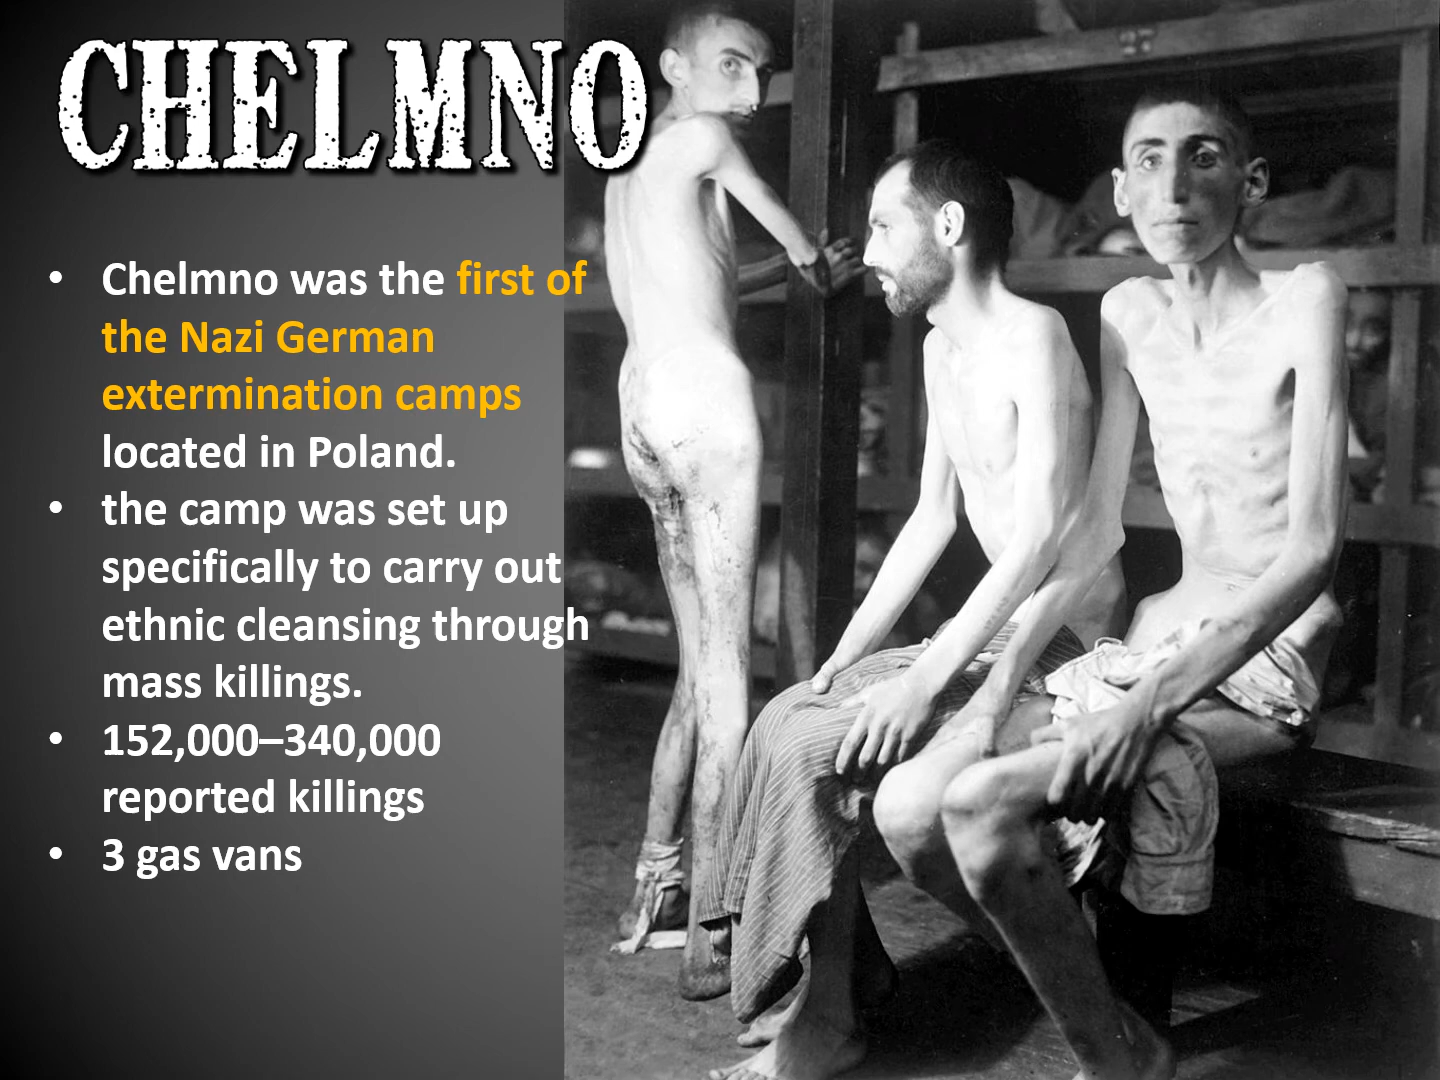 CHELMNO
• Chelmno was the first of
the Nazi German
extermination camps
located in Poland.
• the camp was set up
specifically to carry out
ethnic cleansing through
mass killings.
• 152,000–340,000
reported killings
• 3 gas vans